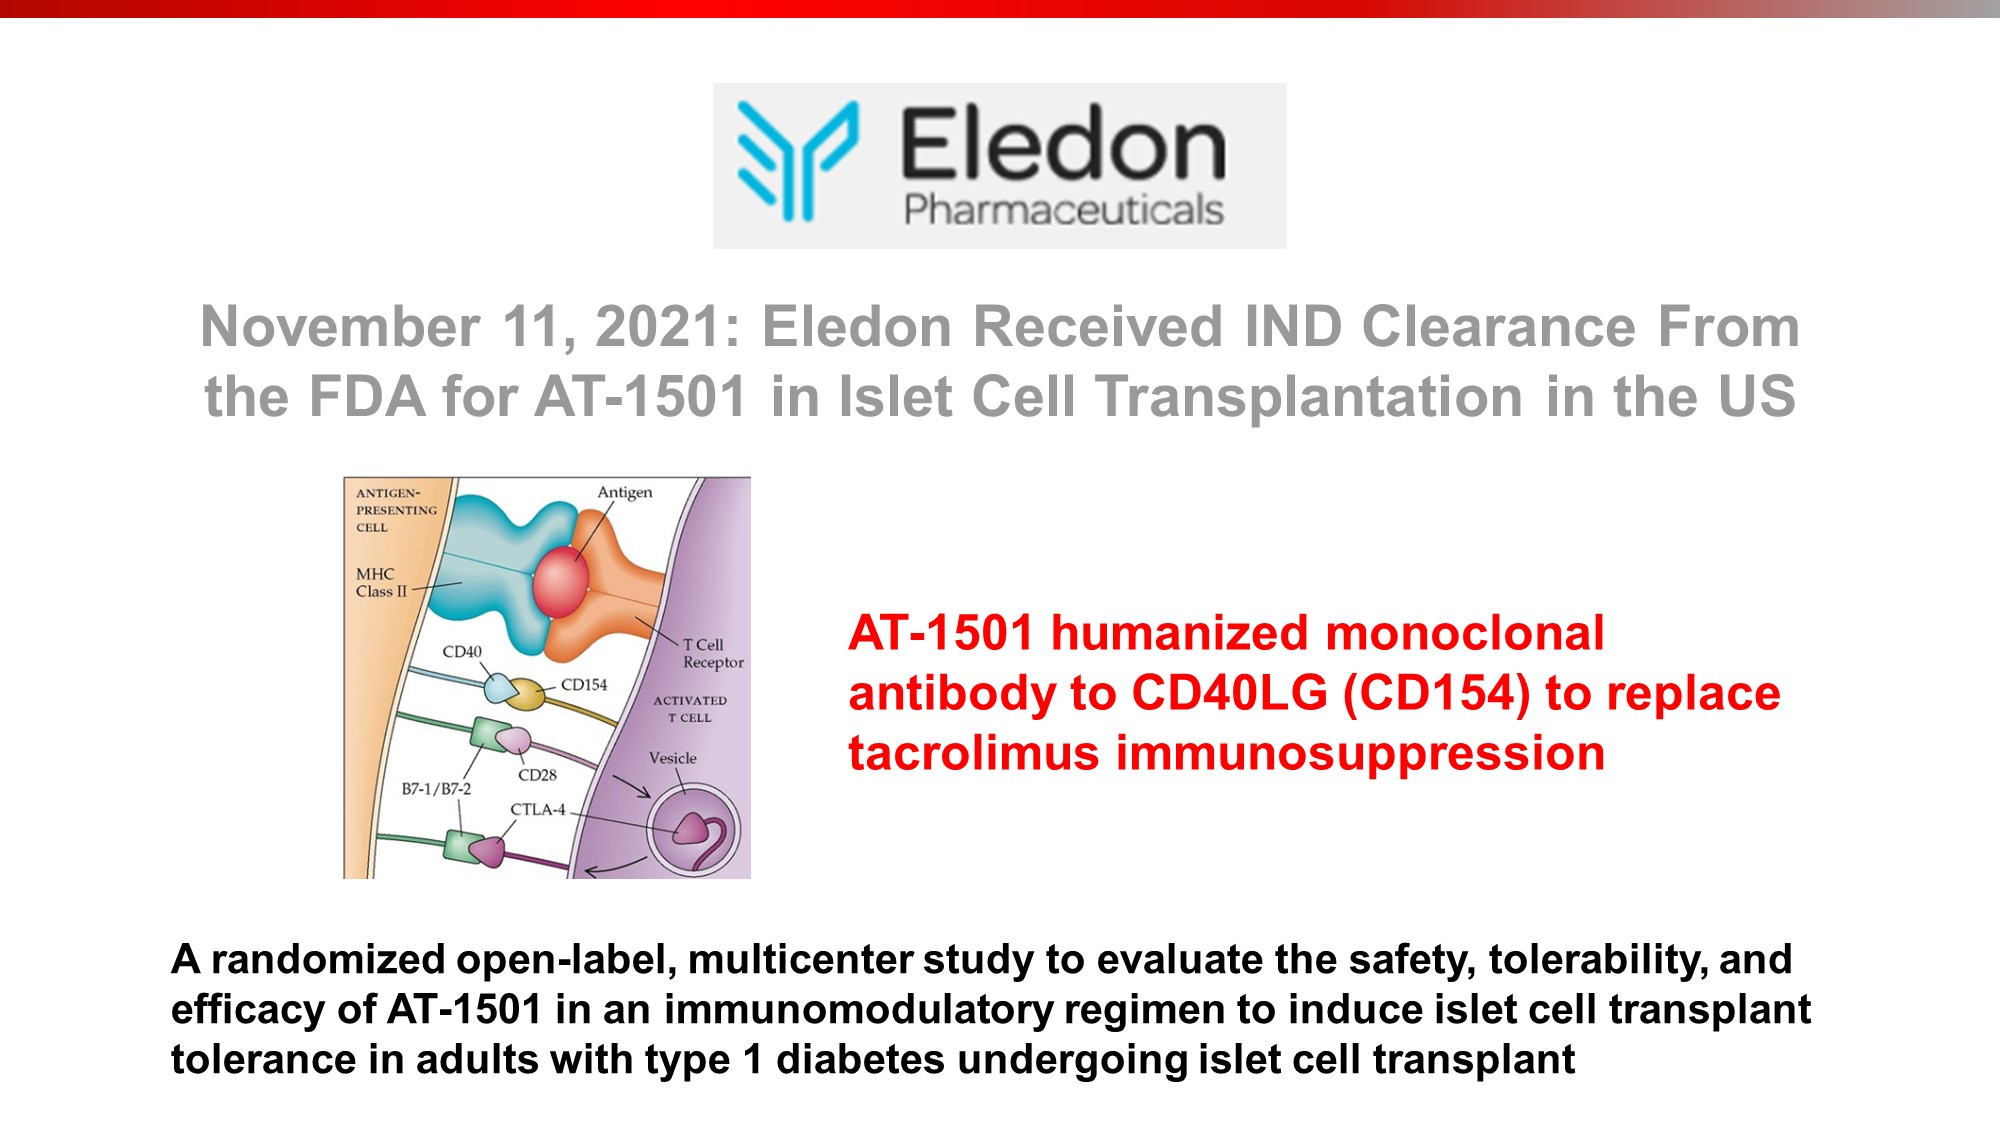 Eledon
Pharmaceuticals
November 11, 2021: Eledon Received IND Clearance From
the FDA for AT-1501 in Islet Cell Transplantation in the US
ANTIGEN-
PRESENTING
CELL
Antigen
MHC
Class II
T Cell
Receptor
CD40
CD154
ACTIVATED
T CELL
Vesicle
CD28
B7-1/B7-2
CTLA-4
AT-1501 humanized monoclonal
antibody to CD40LG (CD154) to replace
tacrolimus immunosuppression
A randomized open-label, multicenter study to evaluate the safety, tolerability, and
efficacy of AT-1501 in an immunomodulatory regimen to induce islet cell transplant
tolerance in adults with type 1 diabetes undergoing islet cell transplant